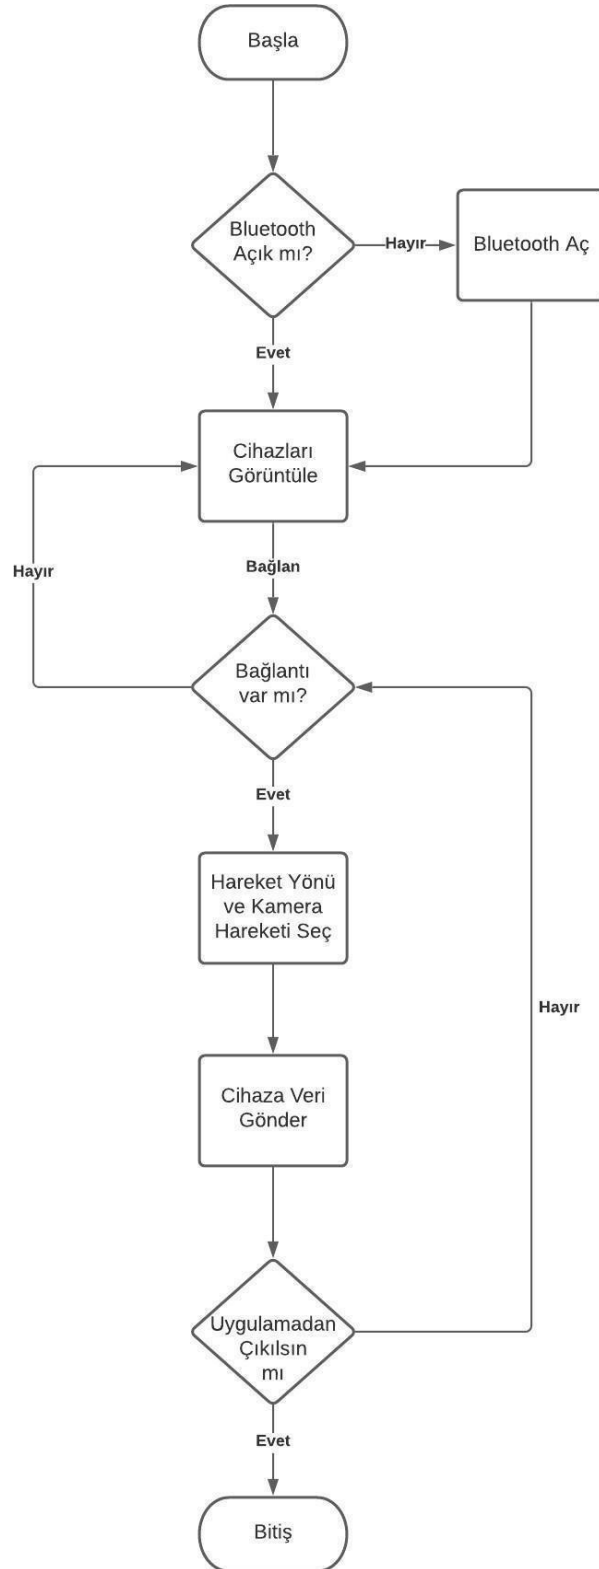 Başla
Bluetooth
Açık mı?
Hayır
Bluetooth Aç
Evet
Cihazları
Görüntüle
Hayır
Bağlan
Bağlantı
var mı?
Evet
Hareket Yönü
ve Kamera
Hareketi Seç
Hayır
Cihaza Veri
Gönder
Uygulamadan
Çıkılsın
mı
Evet
Bitiş